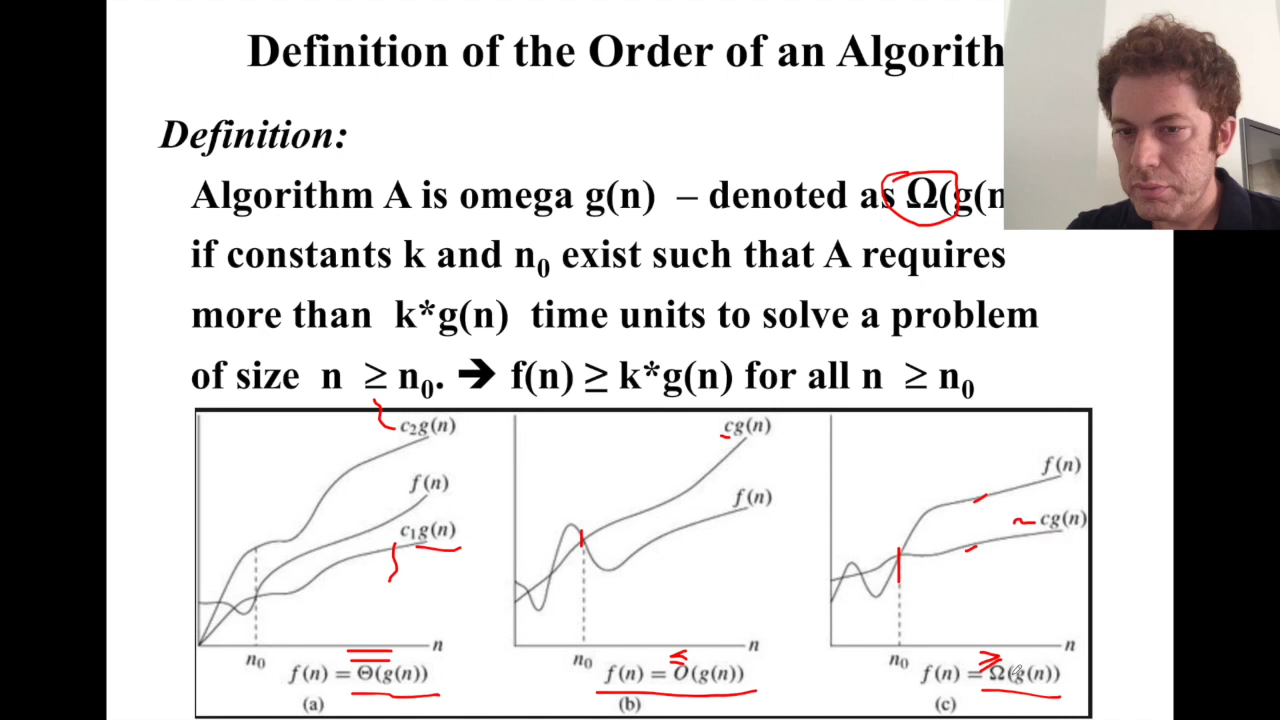 Definition of the Order of an Algorith
Definition:
Algorithm A is omega g(n) – denoted as Ω(g(n
if constants k and n₀ exist such that A requires
more than k*g(n) time units to solve a problem
of size n ≥ n₀. ➔ f(n) ≥ k*g(n) for all n ≥ n₀
c₂g(n)
f(n)
c₁g(n)
n
n₀
f(n) = Θ(g(n))
(a)
cg(n)
f(n)
n
n₀
f(n) = O(g(n))
(b)
f(n)
cg(n)
n
n₀
f(n) = Ω(g(n))
(c)